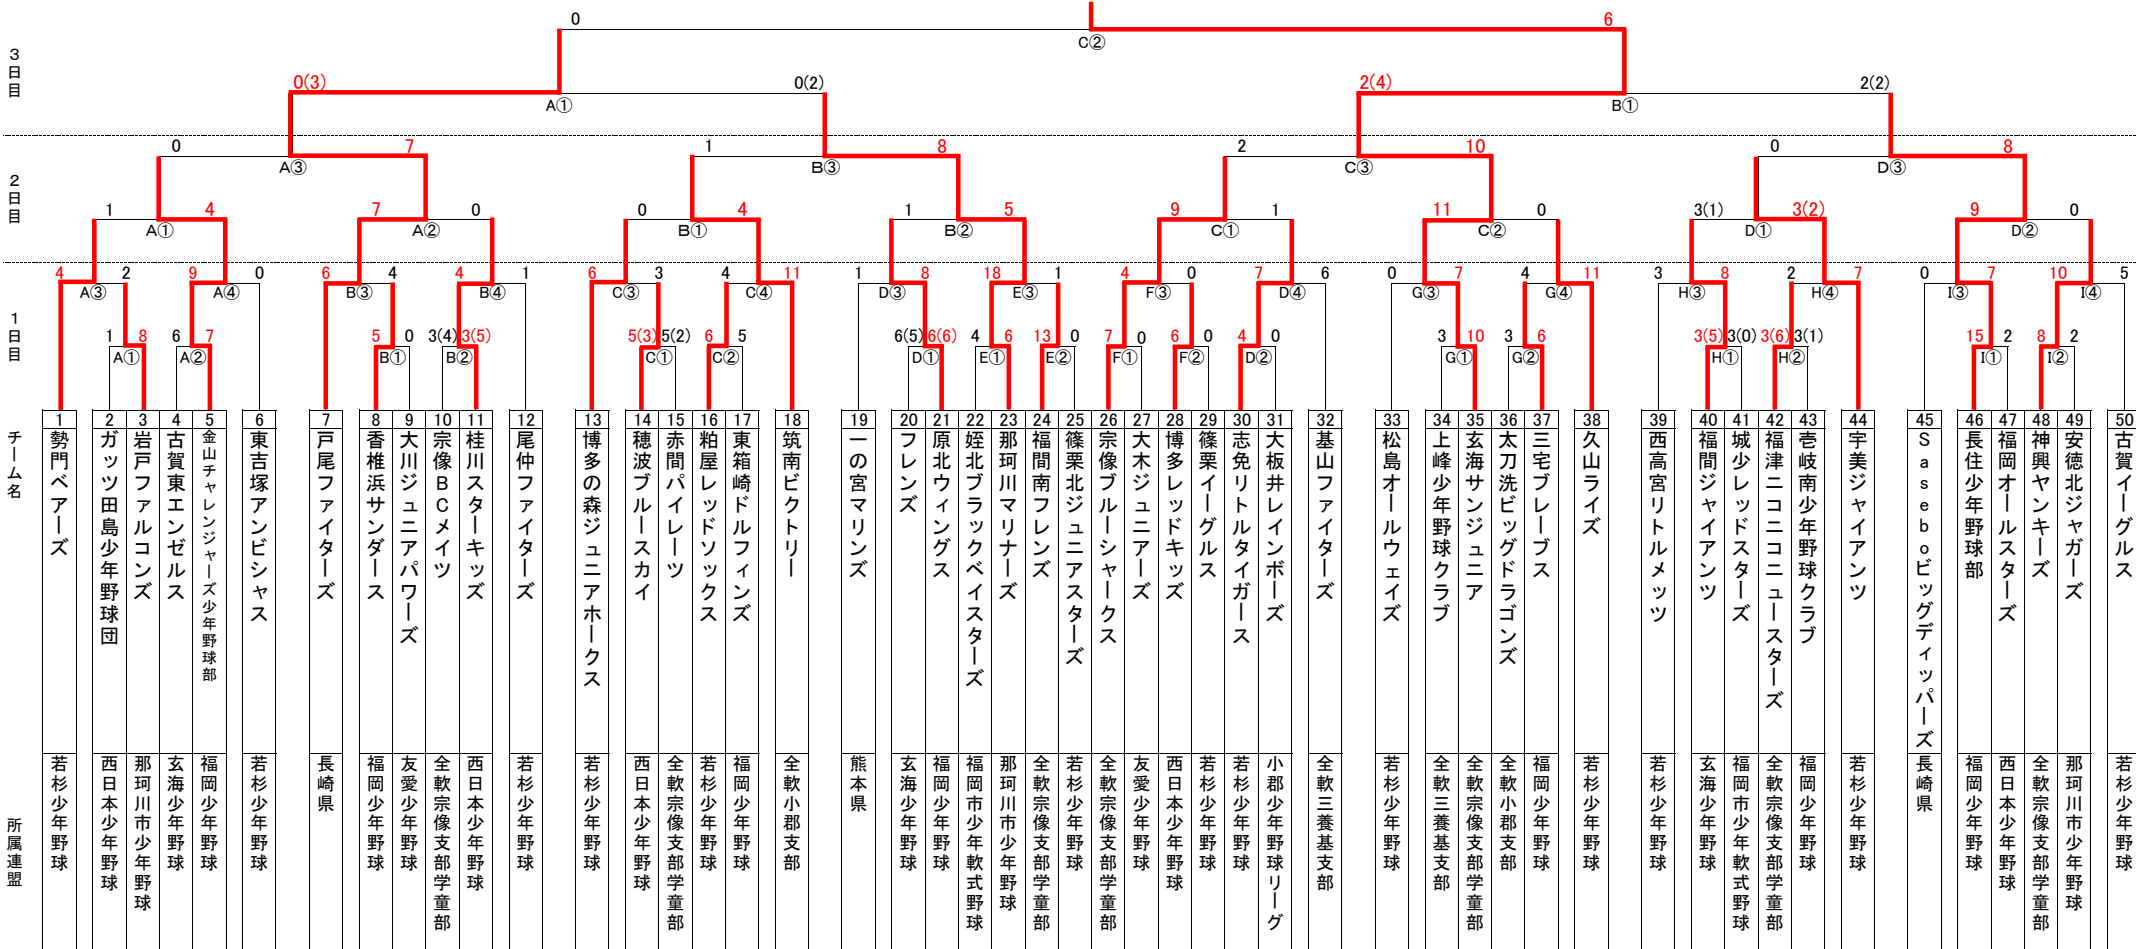 0 6
C②
3日目
0(3) 0(2) 2(4) 2(2)
A① B①
0 7 1 8 2 10 0 8
A③ B③ C③ D③
2日目
1 4 7 0 0 4 1 5 9 1 11 0 3(1) 3(2) 9 0
A① A② B① B② C① C② D① D②
4 2 9 0 6 4 4 1 6 3 4 11 1 8 18 1 4 0 7 6 0 7 4 11 3 8 2 7 0 7 10 5
A③ A④ B③ B④ C③ C④ D③ E③ F③ D④ G③ G④ H③ H④ I③ I④
1日目
1 8 6 7 5 0 3(4) 3(5) 5(3) 5(2) 6 5 6(5) 6(6) 4 6 13 0 7 0 6 0 4 0 3 10 3 6 3(5) 3(0) 3(6) 3(1) 15 2 8 2
A① A② B① B② C① C② D① E① E② F① F② D② G① G② H① H② I① I②
1 2 3 4 5 6 7 8 9 10 11 12 13 14 15 16 17 18 19 20 21 22 23 24 25 26 27 28 29 30 31 32 33 34 35 36 37 38 39 40 41 42 43 44 45 46 47 48 49 50
チーム名
勢門ベアーズ
ガッツ田島少年野球団
岩戸ファルコンズ
古賀東エンゼルス
金山チャレンジャーズ少年野球部
東吉塚アンビシャス
戸尾ファイターズ
香椎浜サンダース
大川ジュニアパワーズ
宗像BCメイツ
桂川スターキッズ
尾仲ファイターズ
博多の森ジュニアホークス
穂波ブルースカイ
赤間パイレーツ
粕屋レッドソックス
東箱崎ドルフィンズ
筑南ビクトリー
一の宮マリンズ
フレンズ
原北ウィングス
姪北ブラックベイスターズ
那珂川マリナーズ
福間南フレンズ
篠栗北ジュニアスターズ
宗像ブルーシャークス
大木ジュニアーズ
博多レッドキッズ
篠栗イーグルス
志免リトルタイガース
大板井レインボーズ
基山ファイターズ
松島オールウェイズ
上峰少年野球クラブ
玄海サンジュニア
太刀洗ビッグドラゴンズ
三宅ブレーブス
久山ライズ
西高宮リトルメッツ
福間ジャイアンツ
城少レッドスターズ
福津ニコニコニュースターズ
壱岐南少年野球クラブ
宇美ジャイアンツ
Saseboビッグディッパーズ
長住少年野球部
福岡オールスターズ
神興ヤンキーズ
安徳北ジャガーズ
古賀イーグルス
所属連盟
若杉少年野球
西日本少年野球
那珂川市少年野球
玄海少年野球
福岡少年野球
若杉少年野球
長崎県
福岡少年野球
友愛少年野球
全軟宗像支部学童部
西日本少年野球
若杉少年野球
若杉少年野球
西日本少年野球
全軟宗像支部学童部
若杉少年野球
福岡少年野球
全軟小郡支部
熊本県
玄海少年野球
福岡少年野球
福岡市少年軟式野球
那珂川市少年野球
全軟宗像支部学童部
若杉少年野球
全軟宗像支部学童部
友愛少年野球
西日本少年野球
若杉少年野球
若杉少年野球
小郡少年野球リーグ
全軟三養基支部
若杉少年野球
全軟三養基支部
全軟宗像支部学童部
全軟小郡支部
福岡少年野球
若杉少年野球
若杉少年野球
玄海少年野球
福岡市少年軟式野球
全軟宗像支部学童部
福岡少年野球
若杉少年野球
長崎県
福岡少年野球
西日本少年野球
全軟宗像支部学童部
那珂川市少年野球
若杉少年野球